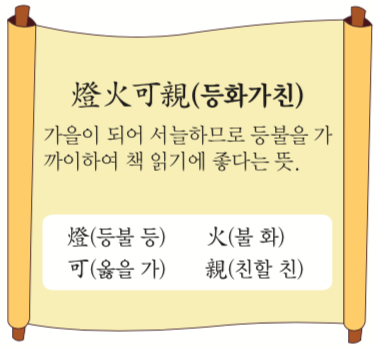 燈火可親(등화가친)
가을이 되어 서늘하므로 등불을 가
까이하여 책 읽기에 좋다는 뜻.
燈(등불 등) 火(불 화)
可(옳을 가) 親(친할 친)